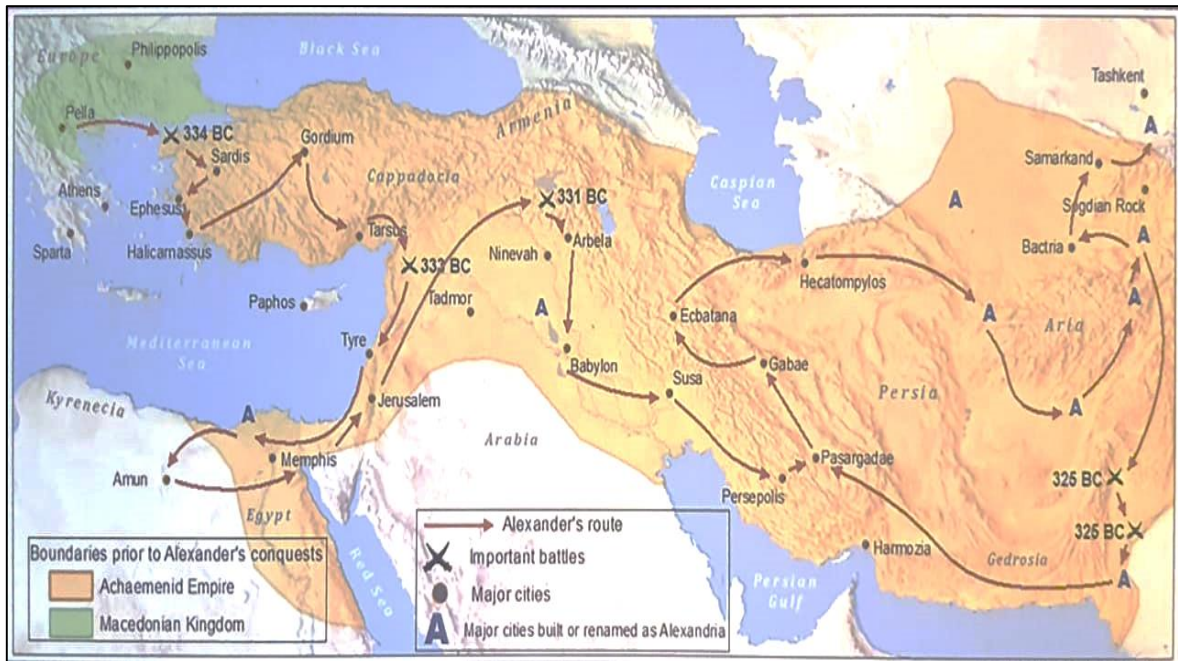 Europe
Philippopolis
Black Sea
Tashkent
Pella
334 BC
Gordium
Armenia
A
Samarkand
Sardis
Cappadocia
Caspian
Sea
Athens
Ephesus
331 BC
A
Sogdian Rock
Sparta
Halicarnassus
Tarsus
Arbela
Bactria
A
Ninevah
333 BC
Hecatompylos
Paphos
Tadmor
A
Ecbatana
A
A
Aria
Mediterranean
Sea
Tyre
Babylon
Gabae
Susa
Persia
Kyrenecia
A
Jerusalem
A
Arabia
Memphis
Pasargadae
Amun
Persepolis
325 BC
Egypt
325 BC
Harmozia
Gedrosia
A
Red Sea
Persian
Gulf
Boundaries prior to Alexander's conquests
Achaemenid Empire
Macedonian Kingdom
Alexander's route
Important battles
Major cities
A Major cities built or renamed as Alexandria